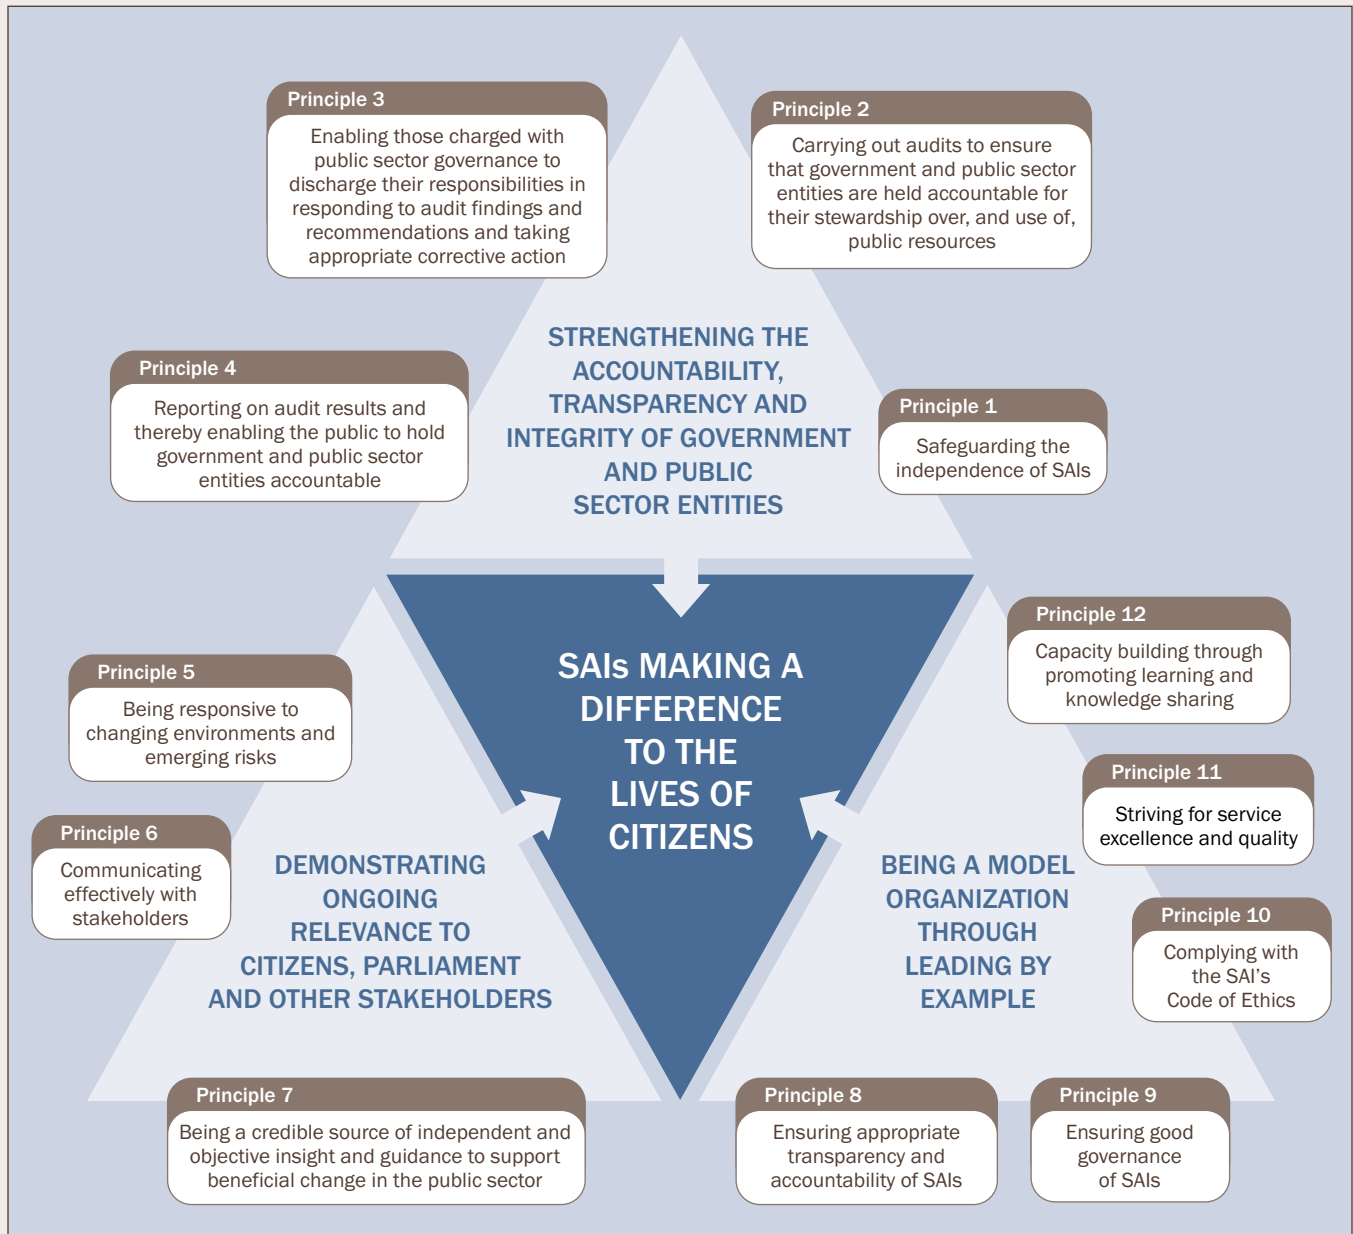 Principle 3
Enabling those charged with
public sector governance to
discharge their responsibilities in
responding to audit findings and
recommendations and taking
appropriate corrective action
Principle 2
Carrying out audits to ensure
that government and public sector
entities are held accountable for
their stewardship over, and use of,
public resources
STRENGTHENING THE
ACCOUNTABILITY,
TRANSPARENCY AND
INTEGRITY OF GOVERNMENT
AND PUBLIC
SECTOR ENTITIES
Principle 4
Reporting on audit results and
thereby enabling the public to hold
government and public sector
entities accountable
Principle 1
Safeguarding the
independence of SAIs
SAIs MAKING A
DIFFERENCE
TO THE
LIVES OF
CITIZENS
Principle 5
Being responsive to
changing environments and
emerging risks
Principle 6
Communicating
effectively with
stakeholders
DEMONSTRATING
ONGOING
RELEVANCE TO
CITIZENS, PARLIAMENT
AND OTHER STAKEHOLDERS
Principle 7
Being a credible source of independent and
objective insight and guidance to support
beneficial change in the public sector
Principle 12
Capacity building through
promoting learning and
knowledge sharing
Principle 11
Striving for service
excellence and quality
BEING A MODEL
ORGANIZATION
THROUGH
LEADING BY
EXAMPLE
Principle 10
Complying with
the SAI's
Code of Ethics
Principle 8
Ensuring appropriate
transparency and
accountability of SAIs
Principle 9
Ensuring good
governance
of SAIs